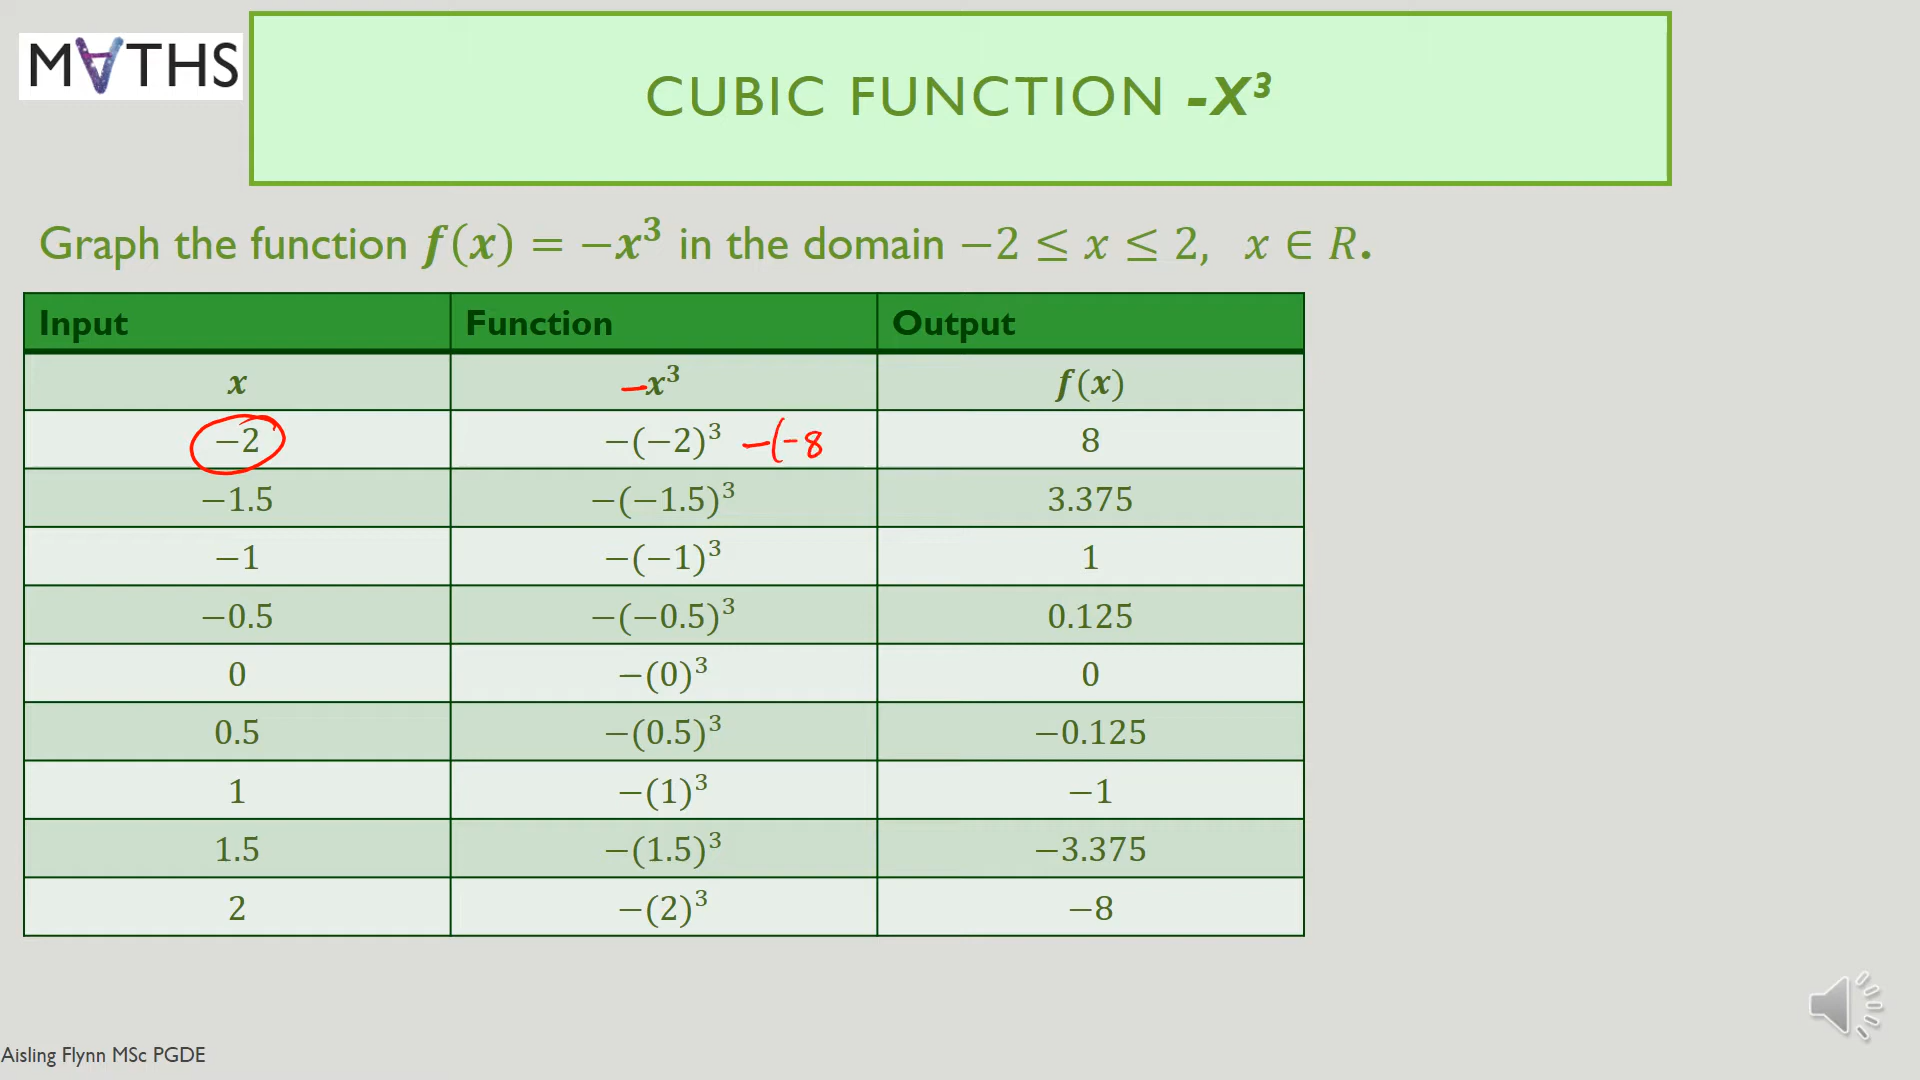 MATHS
CUBIC FUNCTION -X³
Graph the function f(x) = −x³ in the domain −2 ≤ x ≤ 2, x ∈ R.
Input Function Output
x −x³ f(x)
−2 −(−2)³ −(−8 8
−1.5 −(−1.5)³ 3.375
−1 −(−1)³ 1
−0.5 −(−0.5)³ 0.125
0 −(0)³ 0
0.5 −(0.5)³ −0.125
1 −(1)³ −1
1.5 −(1.5)³ −3.375
2 −(2)³ −8
Aisling Flynn MSc PGDE